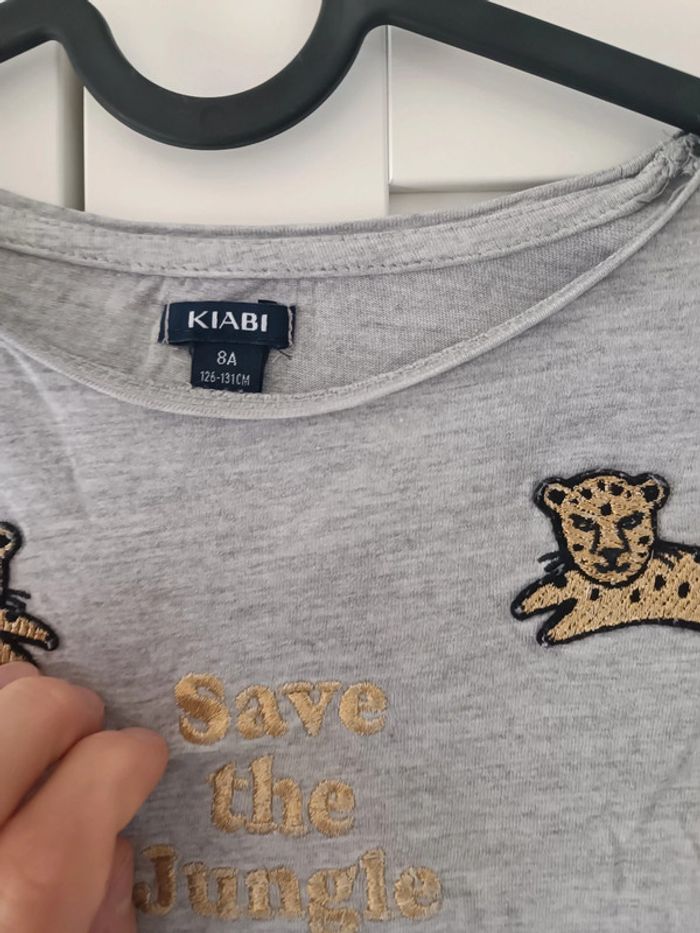 KIABI
8A
126-131CM
Save
the
Jungle